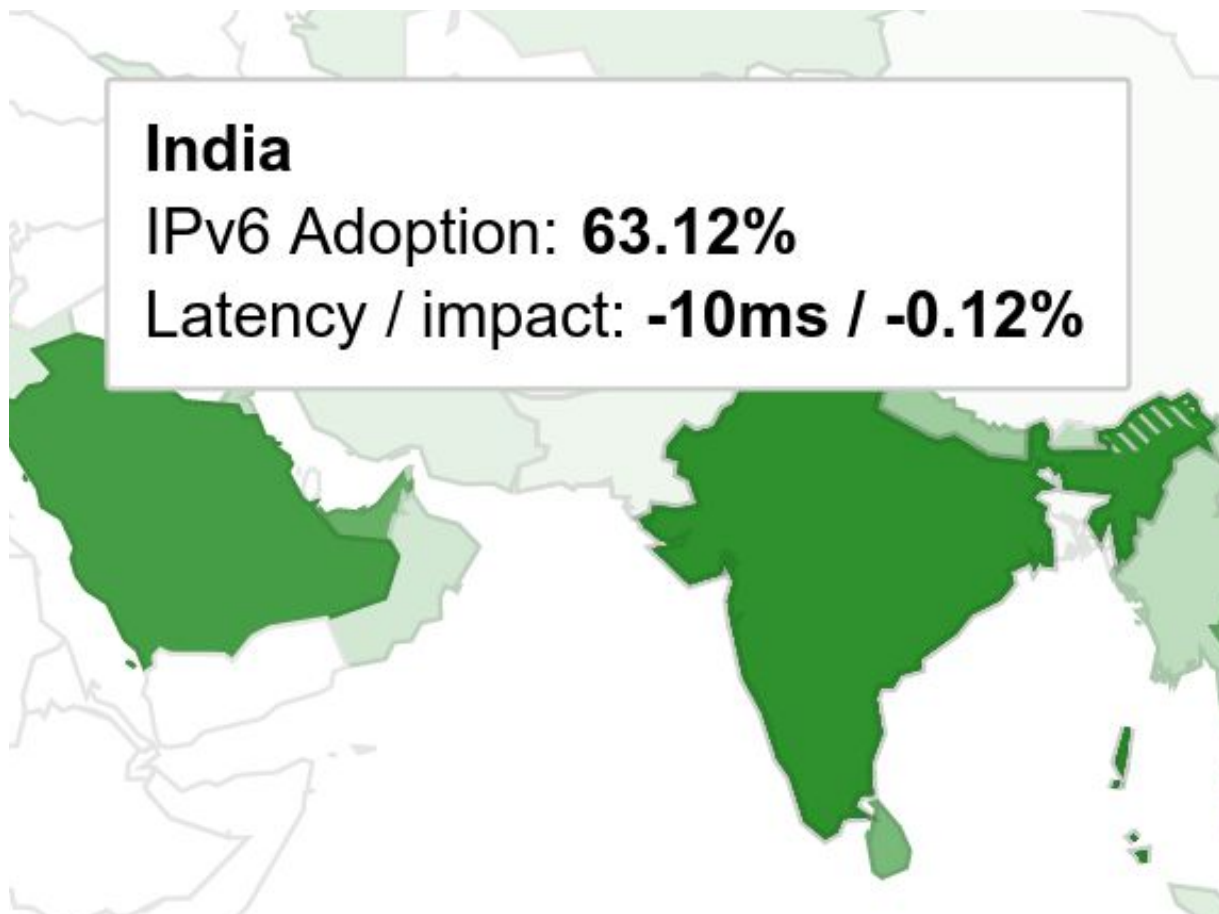 India
IPv6 Adoption: 63.12%
Latency / impact: -10ms / -0.12%